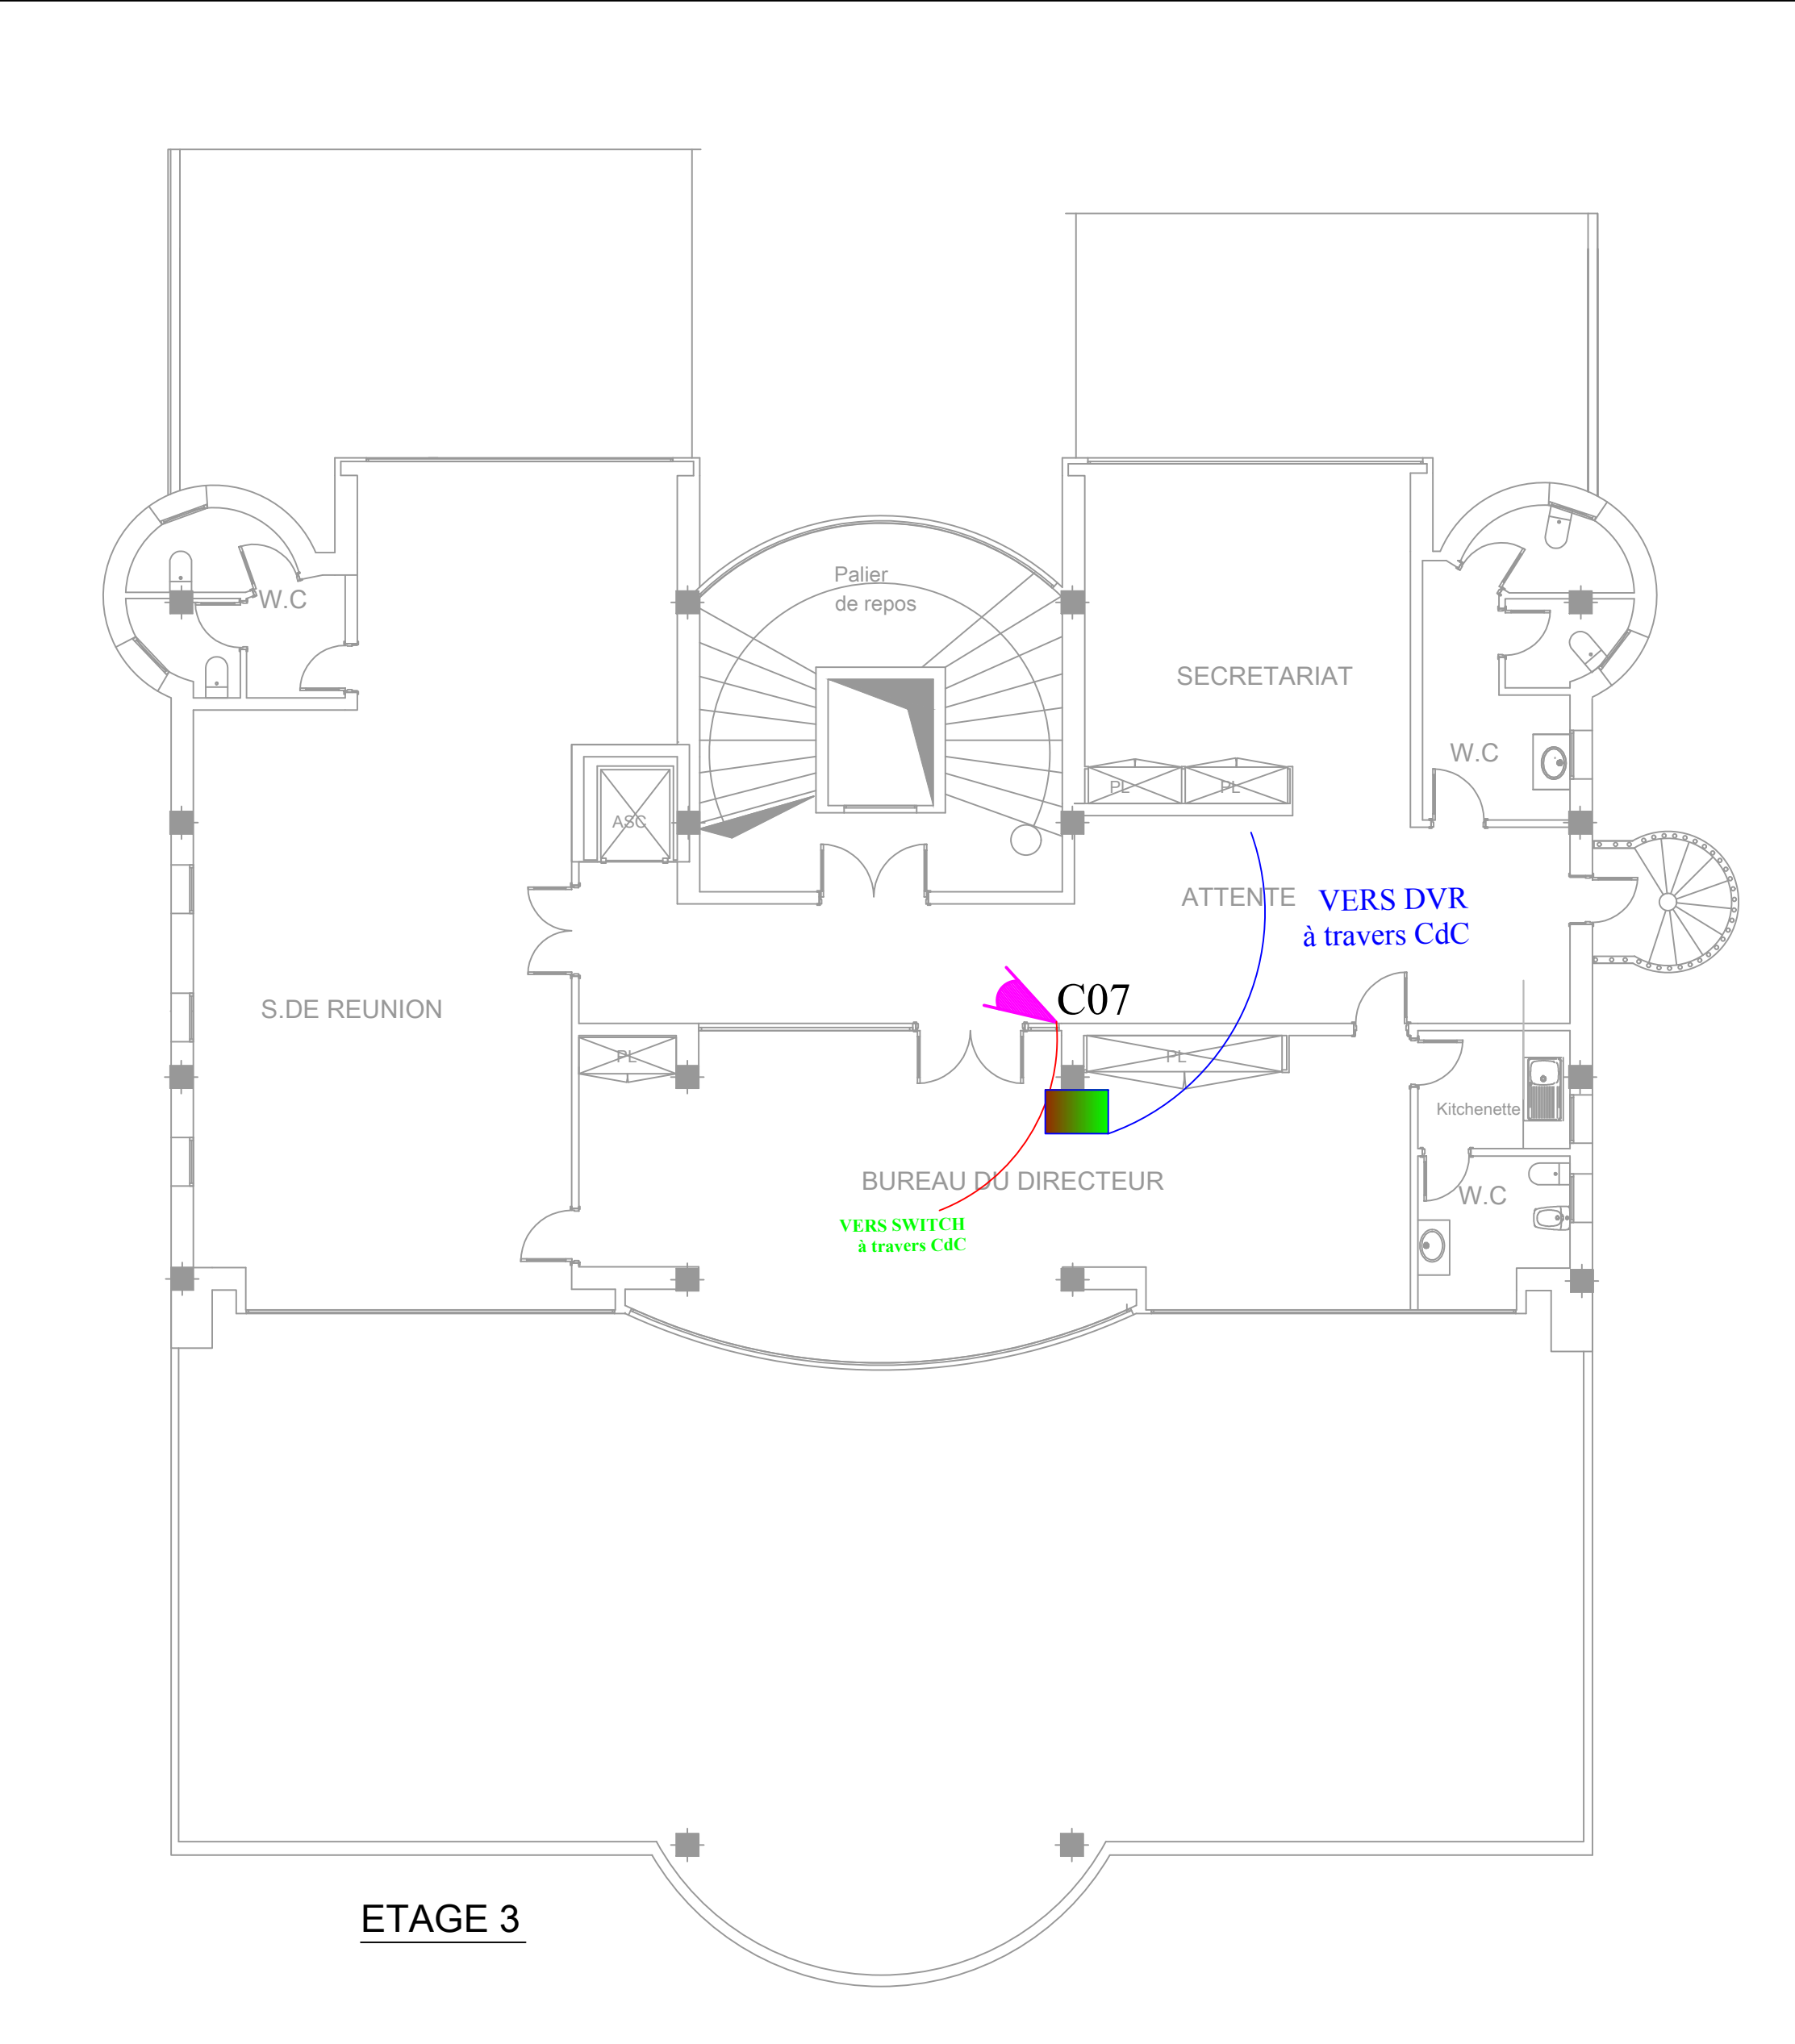 Palier
de repos
W.C
SECRETARIAT
W.C
PL
PL
ASC
ATTENTE
VERS DVR
à travers CdC
C07
S.DE REUNION
PL
PL
Kitchenette
BUREAU DU DIRECTEUR
W.C
VERS SWITCH
à travers CdC
ETAGE 3